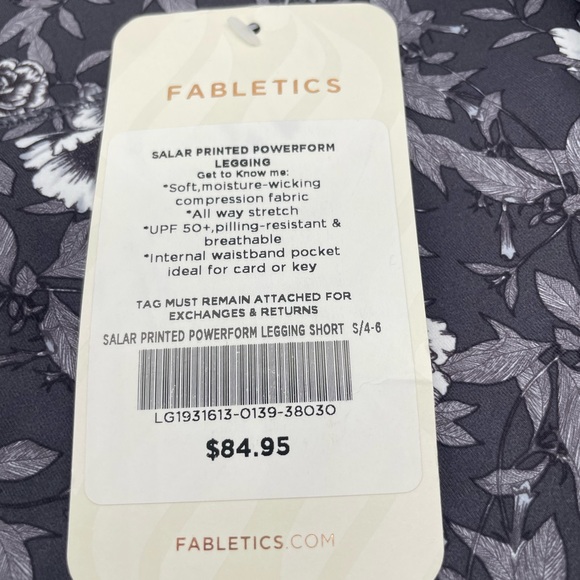 FABLETICS
SALAR PRINTED POWERFORM
LEGGING
Get to Know me:
*Soft,moisture-wicking
compression fabric
*All way stretch
*UPF 50+,pilling-resistant &
breathable
*Internal waistband pocket
ideal for card or key
TAG MUST REMAIN ATTACHED FOR
EXCHANGES & RETURNS
SALAR PRINTED POWERFORM LEGGING SHORT S/4-6
LG1931613-0139-38030
$84.95
FABLETICS.COM